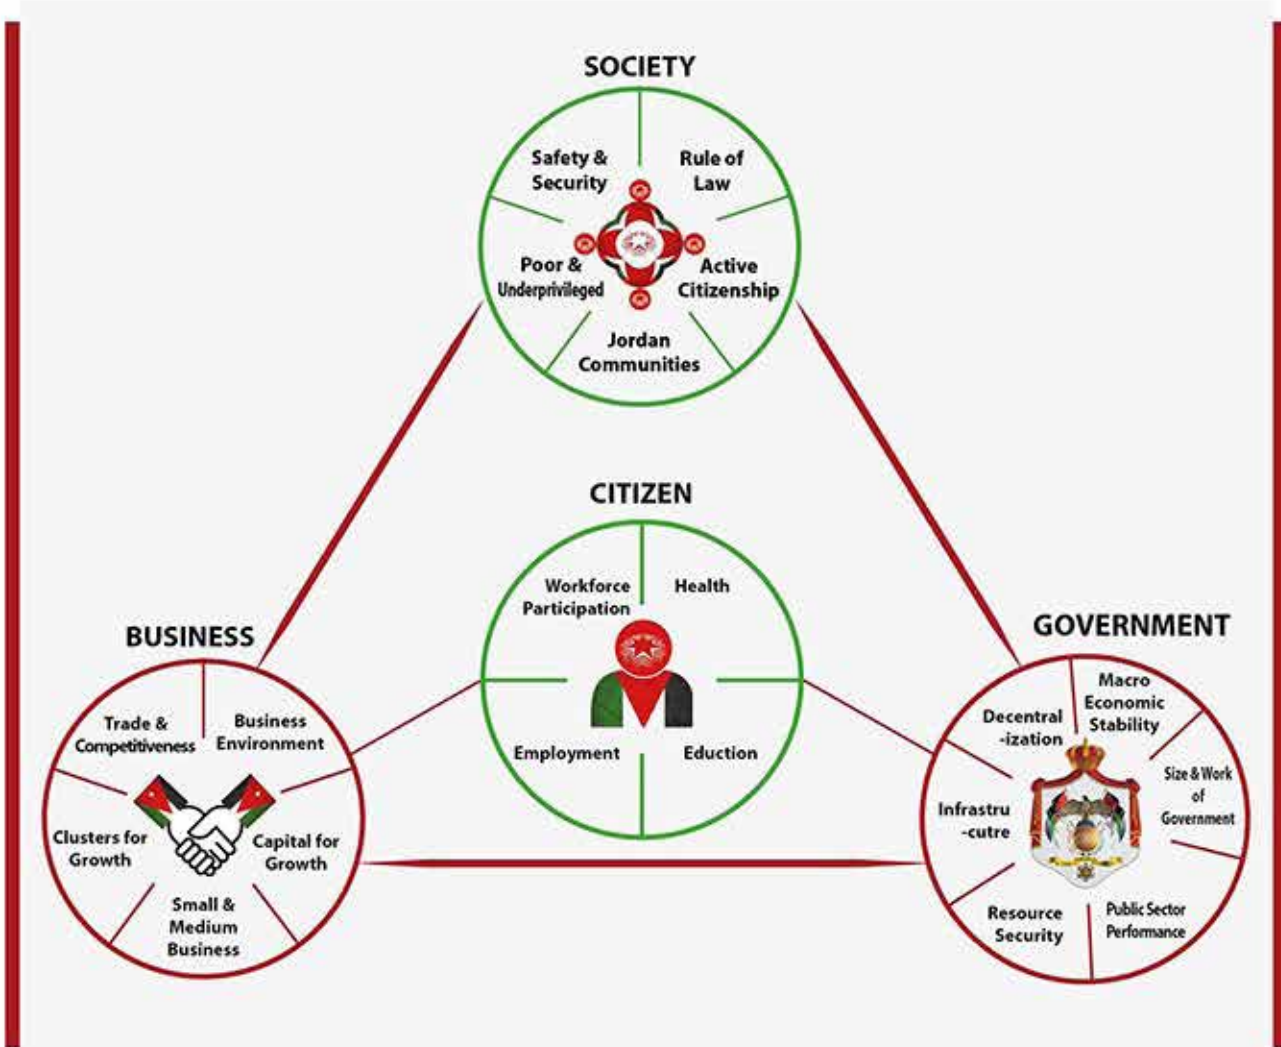 SOCIETY
Safety &
Security
Rule of
Law
Poor &
Underprivileged
Active
Citizenship
Jordan
Communities
CITIZEN
Workforce
Participation
Health
Employment
Eduction
BUSINESS
Trade &
Competitiveness
Business
Environment
Clusters for
Growth
Capital for
Growth
Small &
Medium
Business
GOVERNMENT
Macro
Economic
Stability
Decentral
-ization
Size & Work
of
Government
Infrastru
-cutre
Resource
Security
Public Sector
Performance